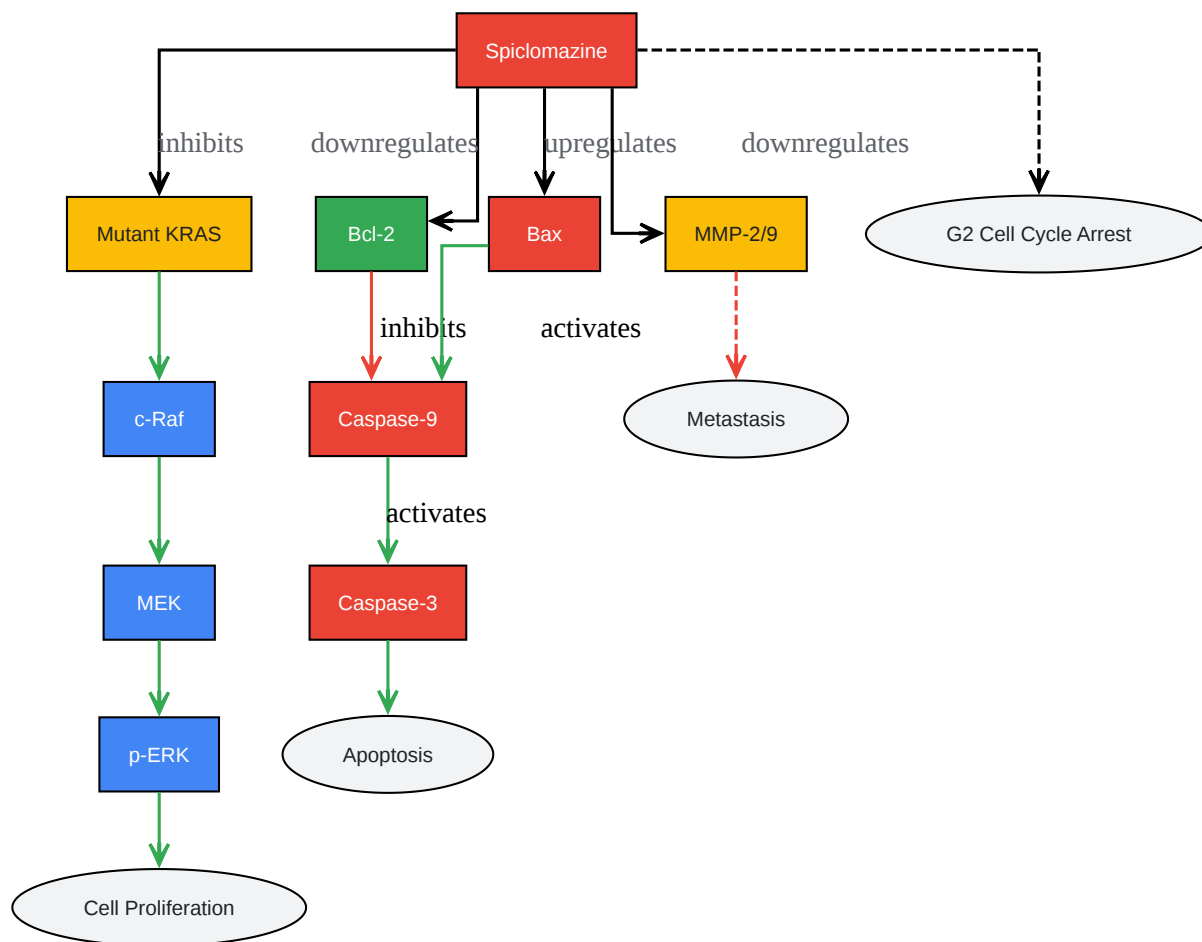 Spiclomazine
inhibits
downregulates
upregulates
downregulates
Mutant KRAS
Bcl-2
Bax
MMP-2/9
G2 Cell Cycle Arrest
inhibits
activates
c-Raf
Caspase-9
Metastasis
activates
MEK
Caspase-3
p-ERK
Apoptosis
Cell Proliferation